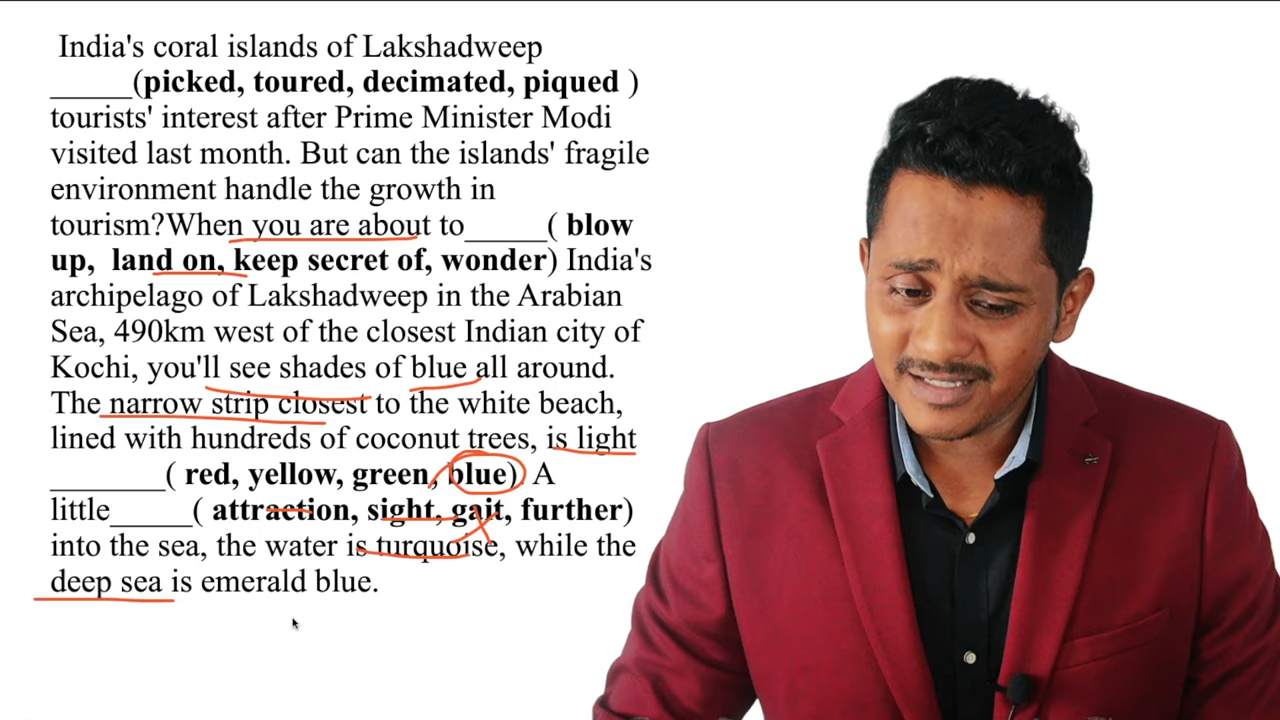 India's coral islands of Lakshadweep
_____(picked, toured, decimated, piqued )
tourists' interest after Prime Minister Modi
visited last month. But can the islands' fragile
environment handle the growth in
tourism?When you are about to_____( blow
up, land on, keep secret of, wonder) India's
archipelago of Lakshadweep in the Arabian
Sea, 490km west of the closest Indian city of
Kochi, you'll see shades of blue all around.
The narrow strip closest to the white beach,
lined with hundreds of coconut trees, is light
_______( red, yellow, green, blue). A
little_____( attraction, sight, gait, further)
into the sea, the water is turquoise, while the
deep sea is emerald blue.